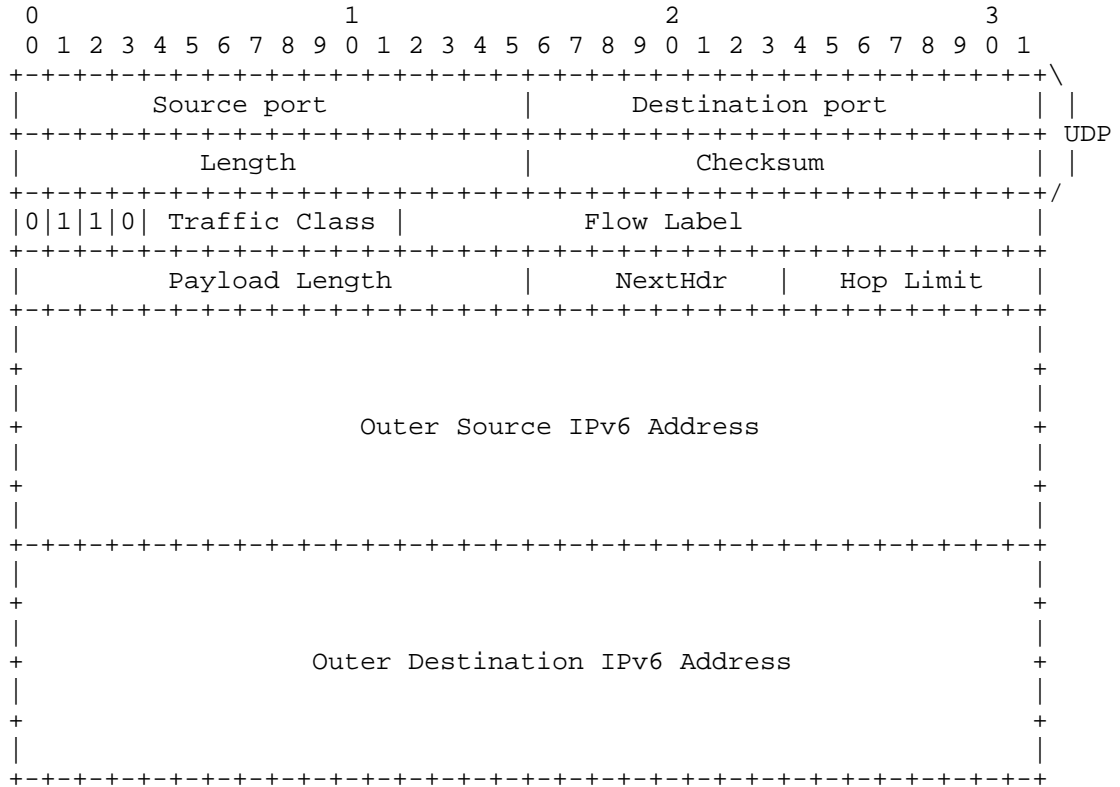 0                   1                   2                   3
 0 1 2 3 4 5 6 7 8 9 0 1 2 3 4 5 6 7 8 9 0 1 2 3 4 5 6 7 8 9 0 1
+-+-+-+-+-+-+-+-+-+-+-+-+-+-+-+-+-+-+-+-+-+-+-+-+-+-+-+-+-+-+-+-+\
|        Source port            |      Destination port         | |
+-+-+-+-+-+-+-+-+-+-+-+-+-+-+-+-+-+-+-+-+-+-+-+-+-+-+-+-+-+-+-+-+ UDP
|           Length              |          Checksum             | |
+-+-+-+-+-+-+-+-+-+-+-+-+-+-+-+-+-+-+-+-+-+-+-+-+-+-+-+-+-+-+-+-+/
|0|1|1|0| Traffic Class |           Flow Label                  |
+-+-+-+-+-+-+-+-+-+-+-+-+-+-+-+-+-+-+-+-+-+-+-+-+-+-+-+-+-+-+-+-+
|         Payload Length        |     NextHdr   |   Hop Limit   |
+-+-+-+-+-+-+-+-+-+-+-+-+-+-+-+-+-+-+-+-+-+-+-+-+-+-+-+-+-+-+-+-+
|                                                               |
+                                                               +
|                                                               |
+                     Outer Source IPv6 Address                 +
|                                                               |
+                                                               +
|                                                               |
+-+-+-+-+-+-+-+-+-+-+-+-+-+-+-+-+-+-+-+-+-+-+-+-+-+-+-+-+-+-+-+-+
|                                                               |
+                                                               +
|                                                               |
+                  Outer Destination IPv6 Address               +
|                                                               |
+                                                               +
|                                                               |
+-+-+-+-+-+-+-+-+-+-+-+-+-+-+-+-+-+-+-+-+-+-+-+-+-+-+-+-+-+-+-+-+